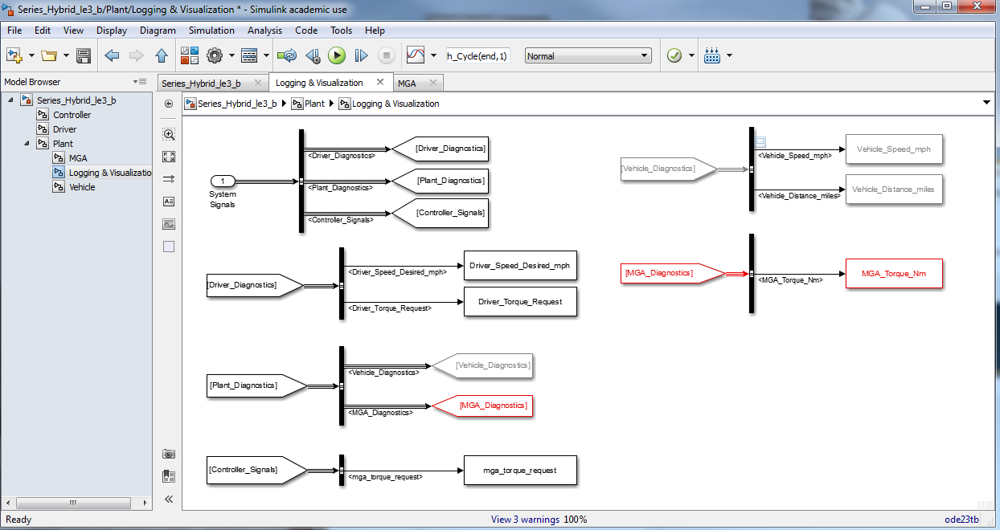 Series_Hybrid_le3_b/Plant/Logging & Visualization * - Simulink academic use
File Edit View Display Diagram Simulation Analysis Code Tools Help
h_Cycle(end,1) Normal
Model Browser
Series_Hybrid_le3_b
Controller
Driver
Plant
MGA
Logging & Visualizatio
Vehicle
Series_Hybrid_le3_b Logging & Visualization MGA
Series_Hybrid_le3_b Plant Logging & Visualization
1
System
Signals
<Driver_Diagnostics> [Driver_Diagnostics]
<Plant_Diagnostics> [Plant_Diagnostics]
<Controller_Signals> [Controller_Signals]
[Driver_Diagnostics]
<Driver_Speed_Desired_mph> Driver_Speed_Desired_mph
<Driver_Torque_Request> Driver_Torque_Request
[Plant_Diagnostics]
<Vehicle_Diagnostics> [Vehicle_Diagnostics]
<MGA_Diagnostics> [MGA_Diagnostics]
[Controller_Signals]
<mga_torque_request> mga_torque_request
[Vehicle_Diagnostics]
<Vehicle_Speed_mph> Vehicle_Speed_mph
<Vehicle_Distance_miles> Vehicle_Distance_miles
[MGA_Diagnostics]
<MGA_Torque_Nm> MGA_Torque_Nm
Ready View 3 warnings 100% ode23tb